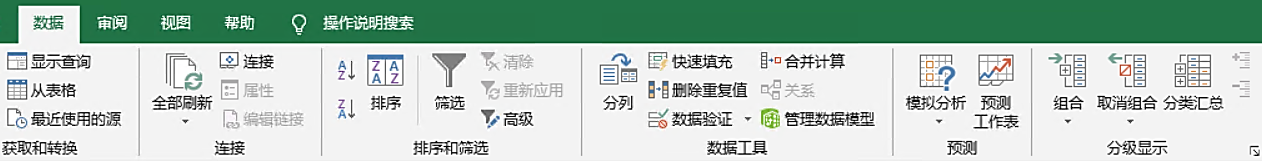 数据 审阅 视图 帮助 操作说明搜索
显示查询
从表格
最近使用的源
获取和转换
全部刷新
连接
属性
编辑链接
连接
排序
筛选
清除
重新应用
高级
排序和筛选
分列
快速填充
删除重复值
数据验证
合并计算
关系
管理数据模型
数据工具
模拟分析
预测
工作表
预测
组合
取消组合
分类汇总
分级显示